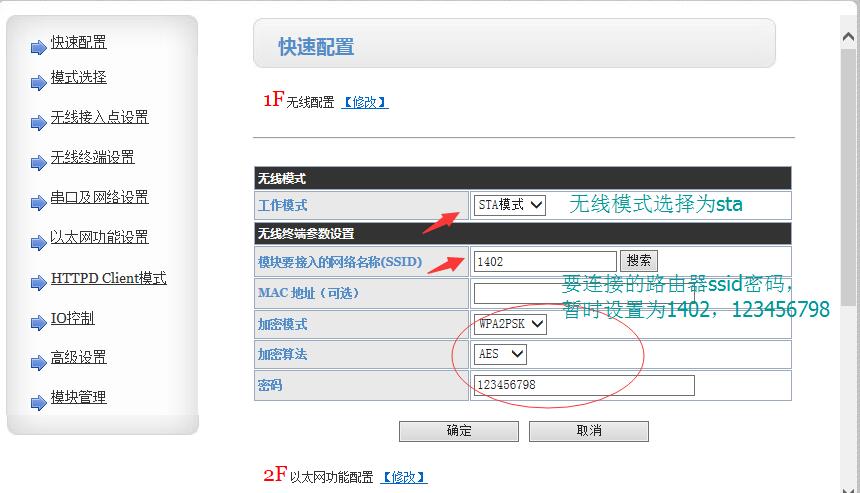 快速配置
模式选择
无线接入点设置
无线终端设置
串口及网络设置
以太网功能设置
HTTPD Client模式
IO控制
高级设置
模块管理
快速配置
1F无线配置 【修改】
无线模式
工作模式 STA模式 无线模式选择为sta
无线终端参数设置
模块要接入的网络名称(SSID) 1402 搜索
要连接的路由器ssid密码，
MAC 地址（可选）
暂时设置为1402，123456798
加密模式 WPA2PSK
加密算法 AES
密码 123456798
确定 取消
2F以太网功能配置 【修改】